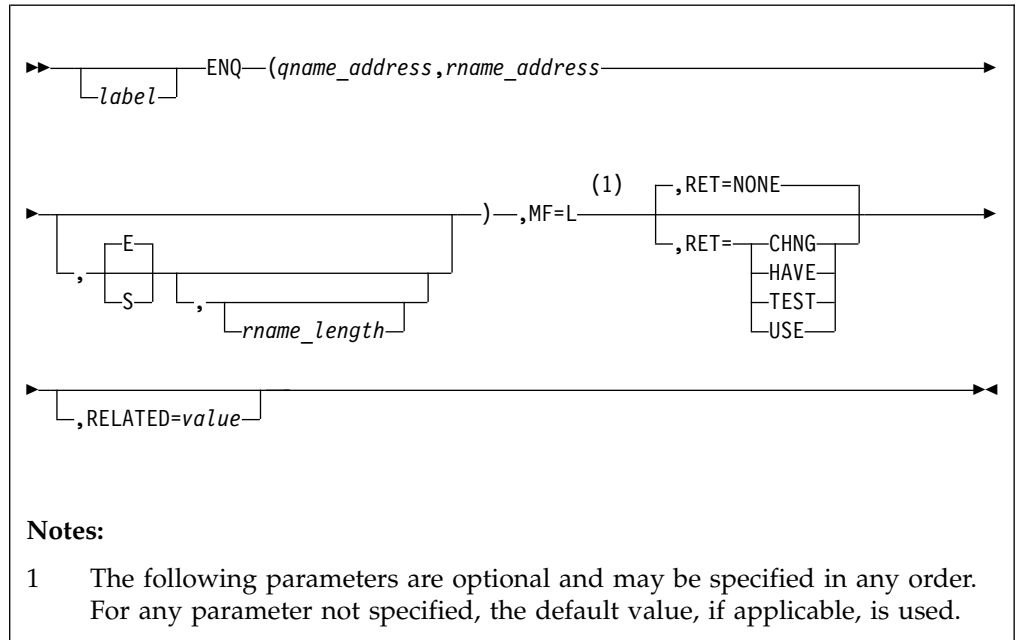 ENQ (qname_address,rname_address
label
(1) ,RET=NONE
) ,MF=L
E ,RET= CHNG
, HAVE
S , TEST
rname_length USE
,RELATED=value
Notes:
1 The following parameters are optional and may be specified in any order.
For any parameter not specified, the default value, if applicable, is used.